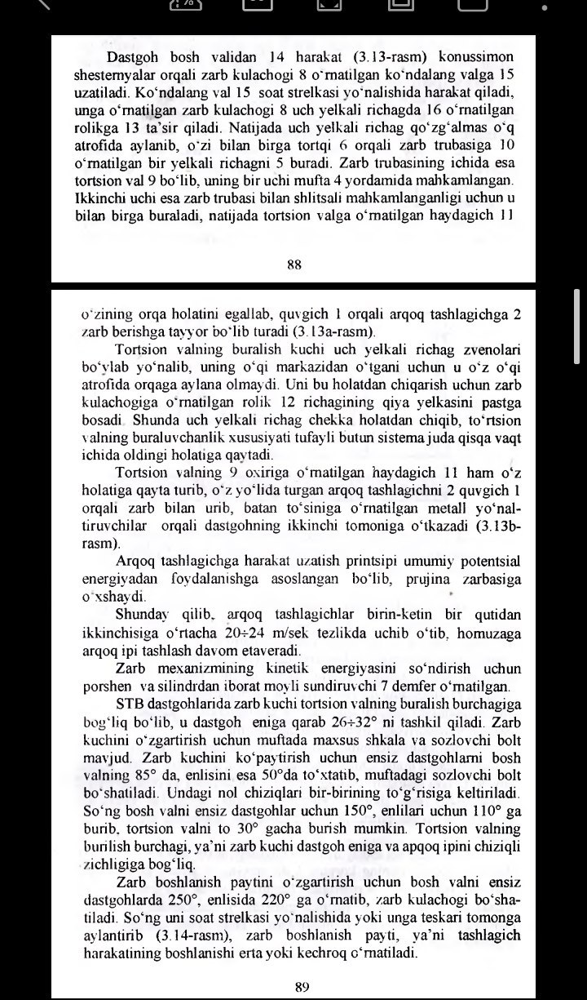 Dastgoh bosh validan 14 harakat (3.13-rasm) konussimon
shesternyalar orqali zarb kulachogi 8 o‘rnatilgan ko‘ndalang valga 15
uzatiladi. Ko‘ndalang val 15 soat strelkasi yo‘nalishida harakat qiladi,
unga o‘rnatilgan zarb kulachogi 8 uch yelkali richagda 16 o‘rnatilgan
rolikga 13 ta’sir qiladi. Natijada uch yelkali richag qo‘zg‘almas o‘q
atrofida aylanib, o‘zi bilan birga tortqi 6 orqali zarb trubasiga 10
o‘rnatilgan bir yelkali richagni 5 buradi. Zarb trubasining ichida esa
tortsion val 9 bo‘lib, uning bir uchi mufta 4 yordamida mahkamlangan.
Ikkinchi uchi esa zarb trubasi bilan shlitsali mahkamlanganligi uchun u
bilan birga buraladi, natijada tortsion valga o‘rnatilgan haydagich 11
88
o‘zining orqa holatini egallab, quvgich 1 orqali arqoq tashlagichga 2
zarb berishga tayyor bo‘lib turadi (3.13a-rasm).
Tortsion valning buralish kuchi uch yelkali richag zvenolari
bo‘ylab yo‘nalib, uning o‘qi markazidan o‘tgani uchun u o‘z o‘qi
atrofida orqaga aylana olmaydi. Uni bu holatdan chiqarish uchun zarb
kulachogiga o‘rnatilgan rolik 12 richagining qiya yelkasini pastga
bosadi. Shunda uch yelkali richag chekka holatdan chiqib, to‘rtsion
valning buraluvchanlik xususiyati tufayli butun sistema juda qisqa vaqt
ichida oldingi holatiga qaytadi.
Tortsion valning 9 oxiriga o‘rnatilgan haydagich 11 ham o‘z
holatiga qayta turib, o‘z yo‘lida turgan arqoq tashlagichni 2 quvgich 1
orqali zarb bilan urib, batan to‘siniga o‘rnatilgan metall yo‘nal-
tiruvchilar orqali dastgohning ikkinchi tomoniga o‘tkazadi (3.13b-
rasm).
Arqoq tashlagichga harakat uzatish printsipi umumiy potentsial
energiyadan foydalanishga asoslangan bo‘lib, prujina zarbasiga
o‘xshaydi.
Shunday qilib, arqoq tashlagichlar birin-ketin bir qutidan
ikkinchisiga o‘rtacha 20÷24 m/sek tezlikda uchib o‘tib, homuzaga
arqoq ipi tashlash davom etaveradi.
Zarb mexanizmining kinetik energiyasini so‘ndirish uchun
porshen va silindrdan iborat moyli sundiruvchi 7 demfer o‘rnatilgan.
STB dastgohlarida zarb kuchi tortsion valning buralish burchagiga
bog‘liq bo‘lib, u dastgoh eniga qarab 26÷32° ni tashkil qiladi. Zarb
kuchini o‘zgartirish uchun muftada maxsus shkala va sozlovchi bolt
mavjud. Zarb kuchini ko‘paytirish uchun ensiz dastgohlarni bosh
valning 85° da, enlisini esa 50°da to‘xtatib, muftadagi sozlovchi bolt
bo‘shatiladi. Undagi nol chiziqlari bir-birining to‘g‘risiga keltiriladi.
So‘ng bosh valni ensiz dastgohlar uchun 150°, enlilari uchun 110° ga
burib, tortsion valni to 30° gacha burish mumkin. Tortsion valning
burilish burchagi, ya’ni zarb kuchi dastgoh eniga va apqoq ipini chiziqli
zichligiga bog‘liq.
Zarb boshlanish paytini o‘zgartirish uchun bosh valni ensiz
dastgohlarda 250°, enlisida 220° ga o‘rnatib, zarb kulachogi bo‘sha-
tiladi. So‘ng uni soat strelkasi yo‘nalishida yoki unga teskari tomonga
aylantirib (3.14-rasm), zarb boshlanish payti, ya’ni tashlagich
harakatining boshlanishi erta yoki kechroq o‘rnatiladi.
89